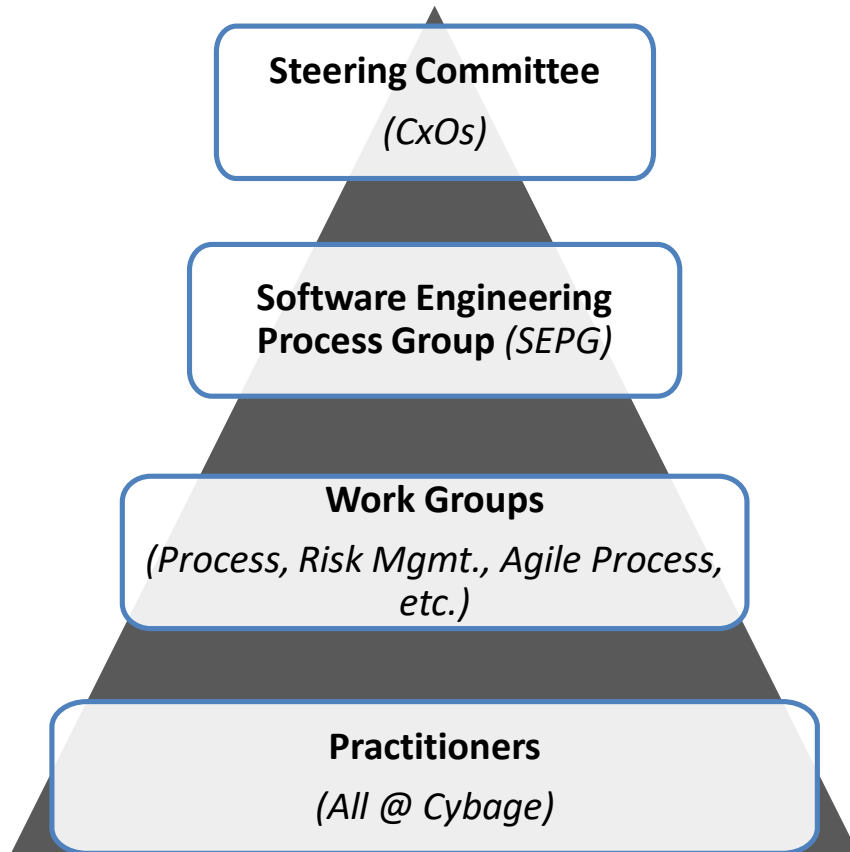 Steering Committee
(CxOs)
Software Engineering
Process Group (SEPG)
Work Groups
(Process, Risk Mgmt., Agile Process,
etc.)
Practitioners
(All @ Cybage)